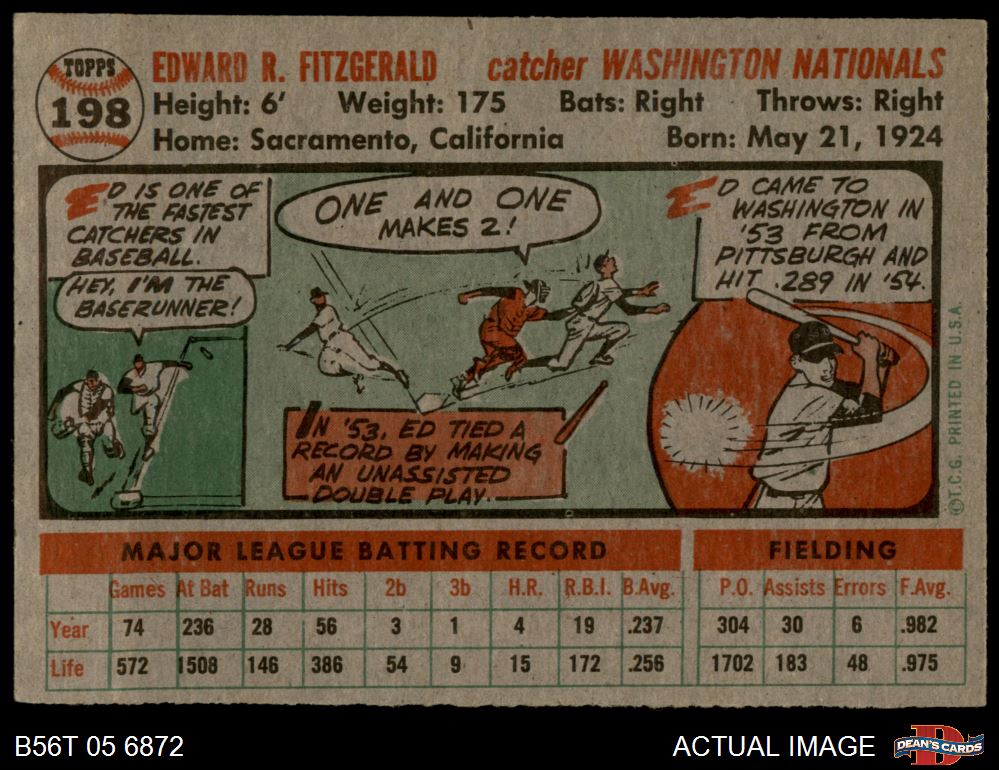 TOPPS
198
EDWARD R. FITZGERALD catcher WASHINGTON NATIONALS
Height: 6' Weight: 175 Bats: Right Throws: Right
Home: Sacramento, California Born: May 21, 1924
ED IS ONE OF
THE FASTEST
CATCHERS IN
BASEBALL.
HEY, I'M THE
BASERUNNER!
ONE AND ONE
MAKES 2!
IN '53, ED TIED A
RECORD BY MAKING
AN UNASSISTED
DOUBLE PLAY.
ED CAME TO
WASHINGTON IN
'53 FROM
PITTSBURGH AND
HIT .289 IN '54.
©T.C.G. PRINTED IN U.S.A.
MAJOR LEAGUE BATTING RECORD FIELDING
Games At Bat Runs Hits 2b 3b H.R. R.B.I. B.Avg. P.O. Assists Errors F.Avg.
Year 74 236 28 56 3 1 4 19 .237 304 30 6 .982
Life 572 1508 146 386 54 9 15 172 .256 1702 183 48 .975
B56T 05 6872 ACTUAL IMAGE
D
DEAN'S CARDS